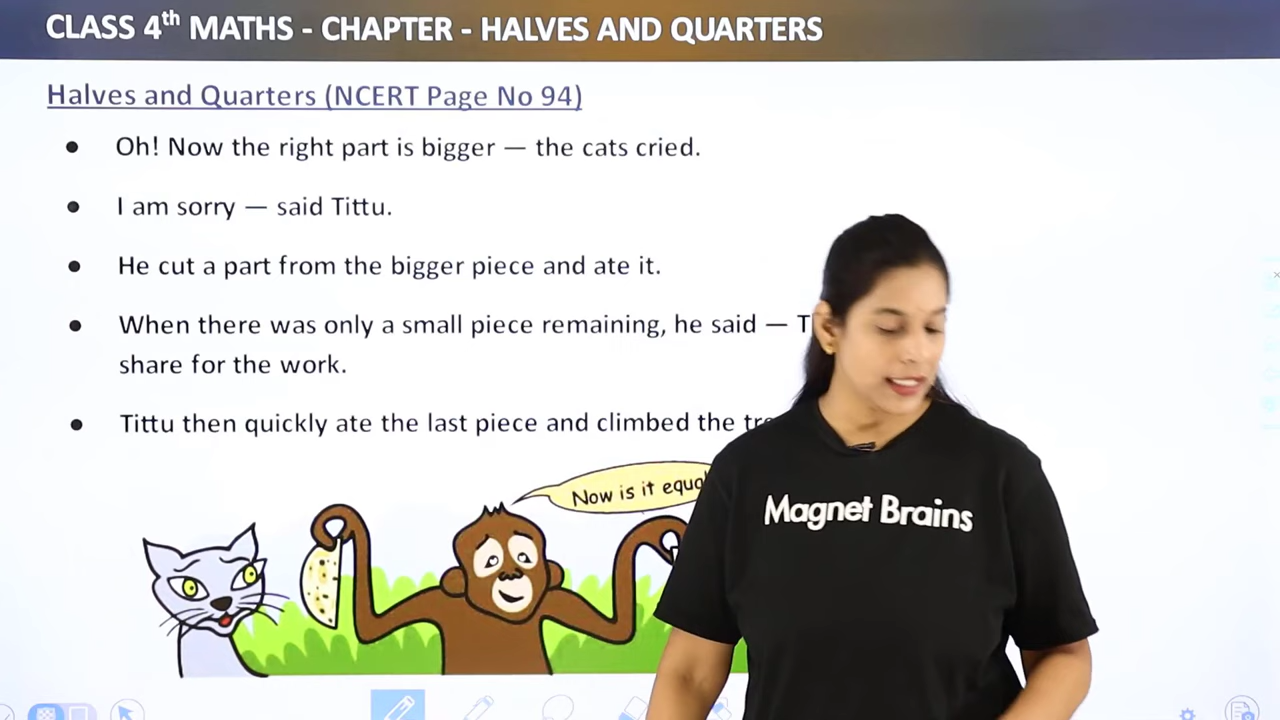 CLASS 4th MATHS - CHAPTER - HALVES AND QUARTERS
Halves and Quarters (NCERT Page No 94)
• Oh! Now the right part is bigger — the cats cried.
• I am sorry — said Tittu.
• He cut a part from the bigger piece and ate it.
• When there was only a small piece remaining, he said —
share for the work.
• Tittu then quickly ate the last piece and climbed the
Now is it
Magnet Brains